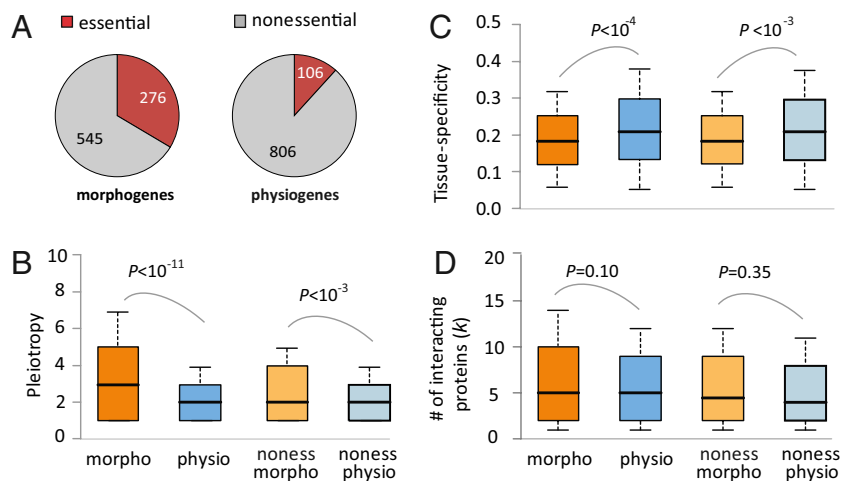 A
essential
nonessential
276
545
morphogenes
106
806
physiogenes
B
Pleiotropy
10
8
6
4
2
0
P<10-11
P<10-3
morpho
physio
noness morpho
noness physio
C
Tissue-specificity
0.5
0.4
0.3
0.2
0.1
0.0
P<10-4
P<10-3
D
# of interacting
proteins (k)
20
15
10
5
0
P=0.10
P=0.35
morpho
physio
noness morpho
noness physio